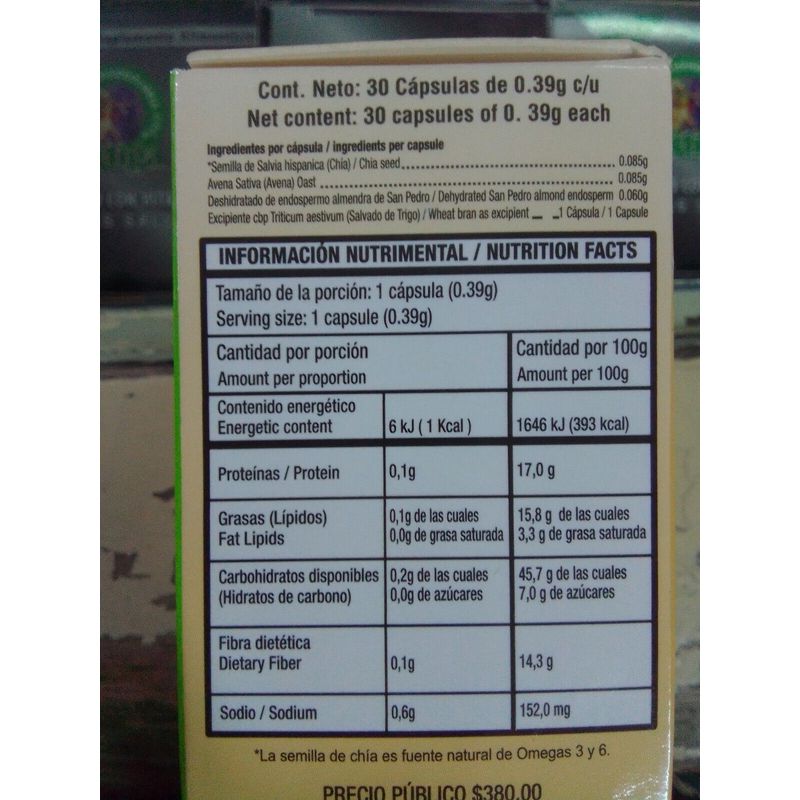 Cont. Neto: 30 Cápsulas de 0.39g c/u
Net content: 30 capsules of 0. 39g each
Ingredientes por cápsula / ingredients per capsule
*Semilla de Salvia hispanica (Chía) / Chia seed 0.085g
Avena Sativa (Avena) Oast 0.085g
Deshidratado de endospermo almendra de San Pedro / Dehydrated San Pedro almond endosperm 0.060g
Excipiente cbp Triticum aestivum (Salvado de Trigo) / Wheat bran as excipient 1 Cápsula / 1 Capsule
INFORMACIÓN NUTRIMENTAL / NUTRITION FACTS
Tamaño de la porción: 1 cápsula (0.39g)
Serving size: 1 capsule (0.39g)
Cantidad por porción Cantidad por 100g
Amount per proportion Amount per 100g
Contenido energético
Energetic content 6 kJ ( 1 Kcal ) 1646 kJ (393 kcal)
Proteínas / Protein 0,1g 17,0 g
Grasas (Lípidos) 0,1g de las cuales 15,8 g de las cuales
Fat Lipids 0,0g de grasa saturada 3,3 g de grasa saturada
Carbohidratos disponibles 0,2g de las cuales 45,7 g de las cuales
(Hidratos de carbono) 0,0g de azúcares 7,0 g de azúcares
Fibra dietética
Dietary Fiber 0,1g 14,3 g
Sodio / Sodium 0,6g 152,0 mg
*La semilla de chía es fuente natural de Omegas 3 y 6.
PRECIO PÚBLICO $380.00